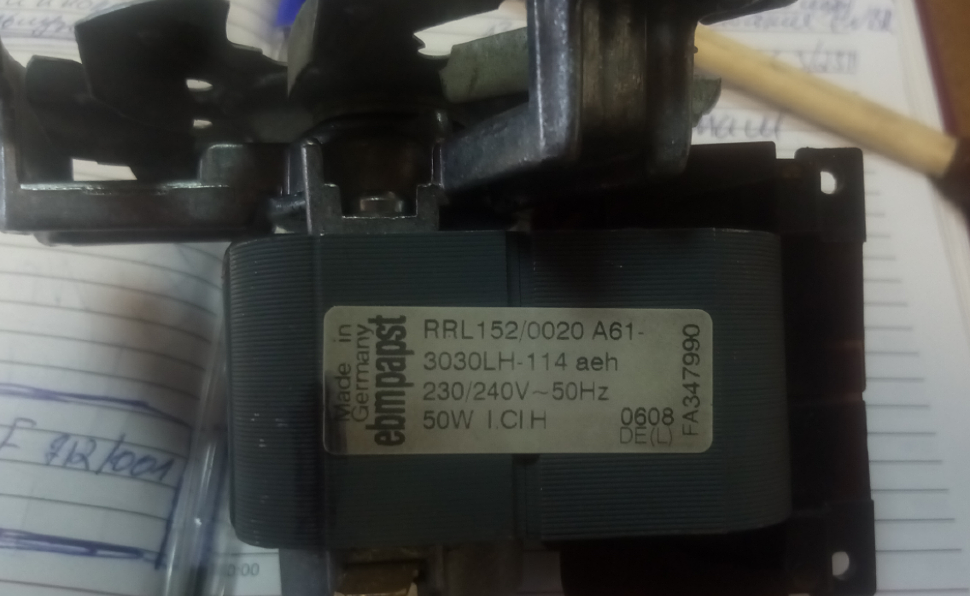 Made in
Germany
ebmpapst
RRL152/0020 A61-
3030LH-114 aeh
230/240V~50Hz
50W I.Cl.H
0608
DE(L)
FA347990